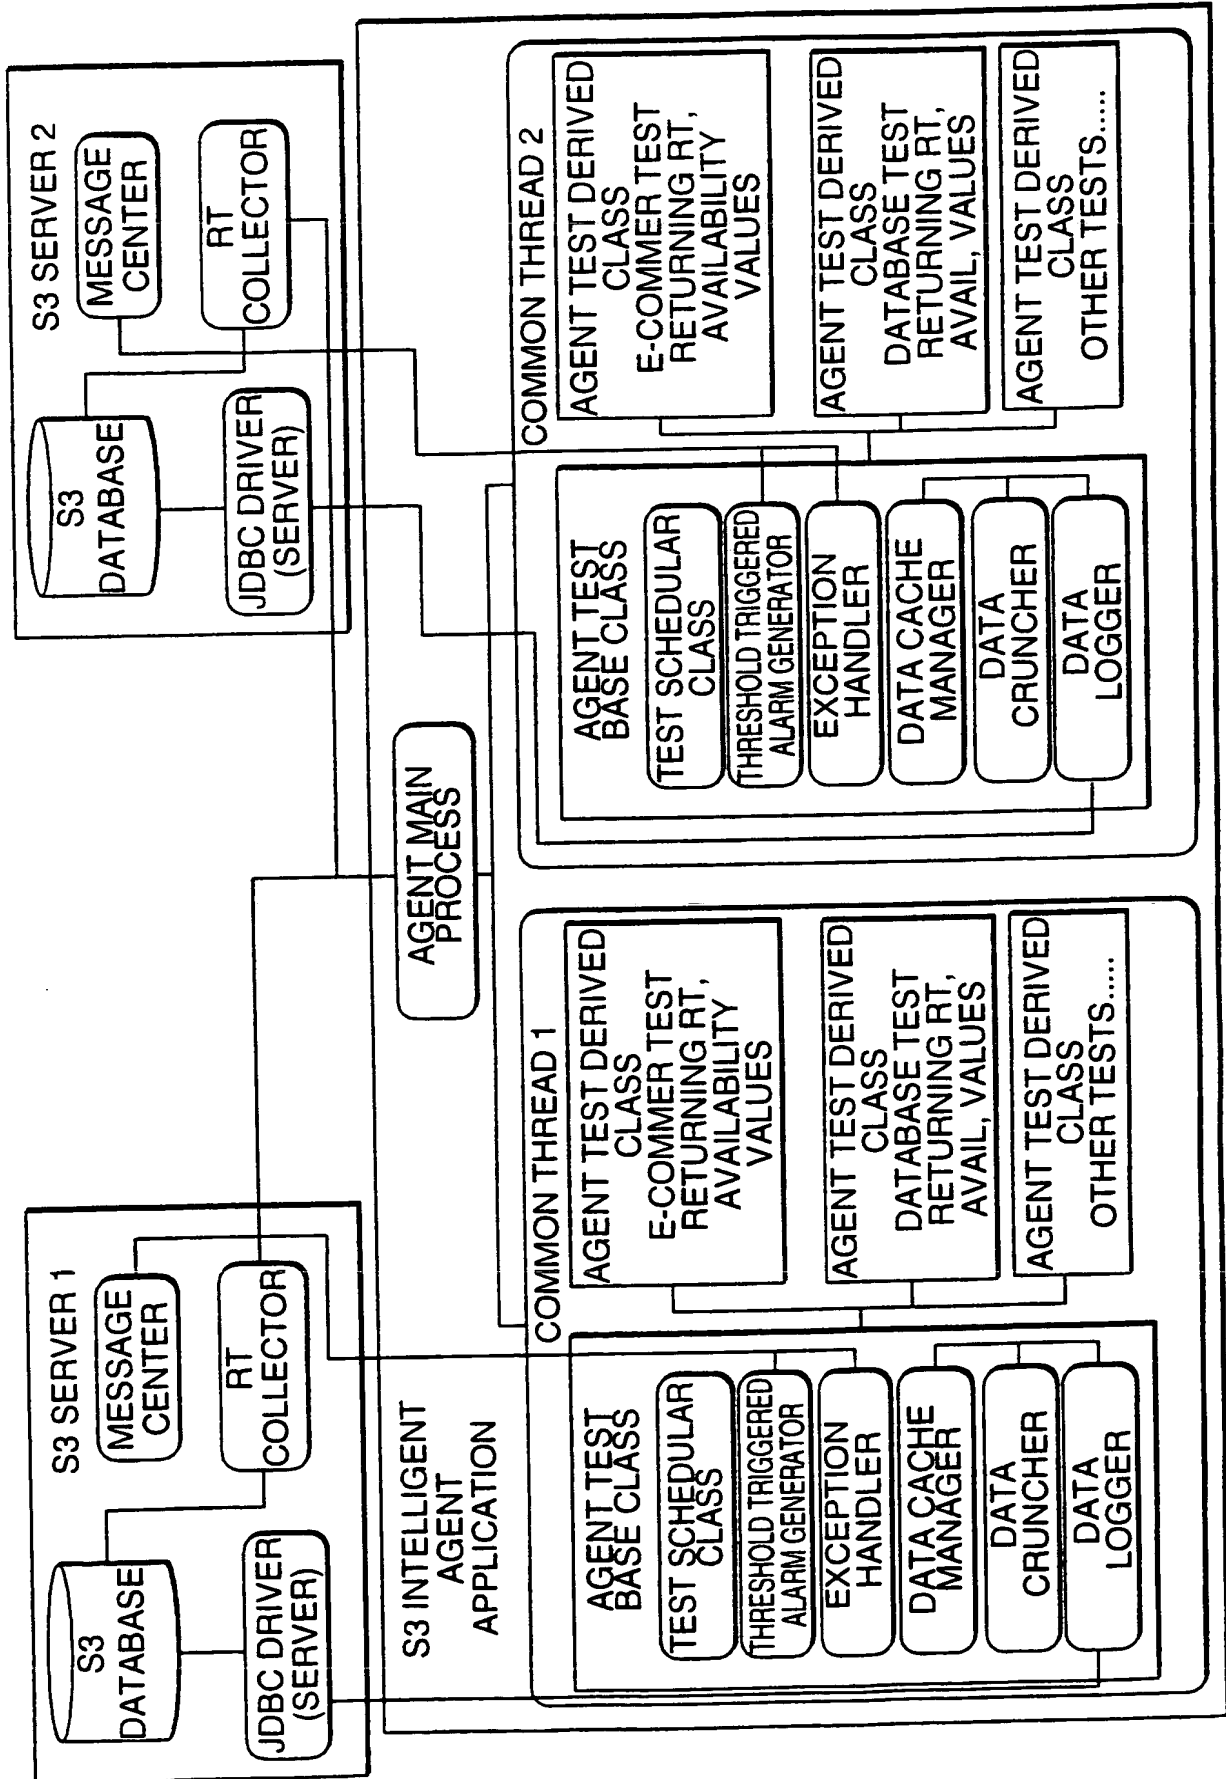 S3 SERVER 1
MESSAGE
CENTER
RT
COLLECTOR
S3
DATABASE
JDBC DRIVER
(SERVER)
S3 SERVER 2
MESSAGE
CENTER
RT
COLLECTOR
S3
DATABASE
JDBC DRIVER
(SERVER)
S3 INTELLIGENT
AGENT
APPLICATION
AGENT MAIN
PROCESS
COMMON THREAD 1
AGENT TEST
BASE CLASS
TEST SCHEDULAR
CLASS
THRESHOLD TRIGGERED
ALARM GENERATOR
EXCEPTION
HANDLER
DATA CACHE
MANAGER
DATA
CRUNCHER
DATA
LOGGER
AGENT TEST DERIVED
CLASS
E-COMMER TEST
RETURNING RT,
AVAILABILITY
VALUES
AGENT TEST DERIVED
CLASS
DATABASE TEST
RETURNING RT,
AVAIL, VALUES
AGENT TEST DERIVED
CLASS
OTHER TESTS.....
COMMON THREAD 2
AGENT TEST
BASE CLASS
TEST SCHEDULAR
CLASS
THRESHOLD TRIGGERED
ALARM GENERATOR
EXCEPTION
HANDLER
DATA CACHE
MANAGER
DATA
CRUNCHER
DATA
LOGGER
AGENT TEST DERIVED
CLASS
E-COMMER TEST
RETURNING RT,
AVAILABILITY
VALUES
AGENT TEST DERIVED
CLASS
DATABASE TEST
RETURNING RT,
AVAIL, VALUES
AGENT TEST DERIVED
CLASS
OTHER TESTS.....